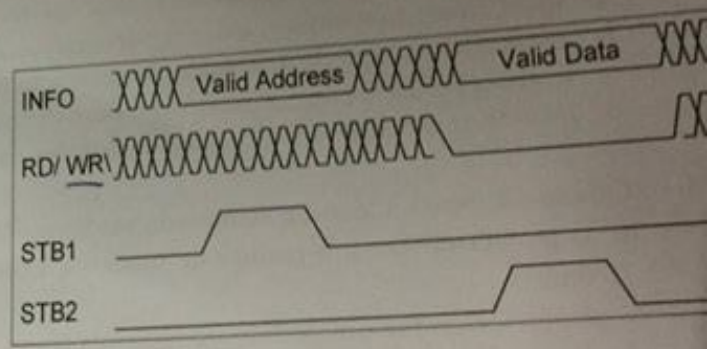 INFO Valid Address Valid Data
RD/ WR\
STB1
STB2